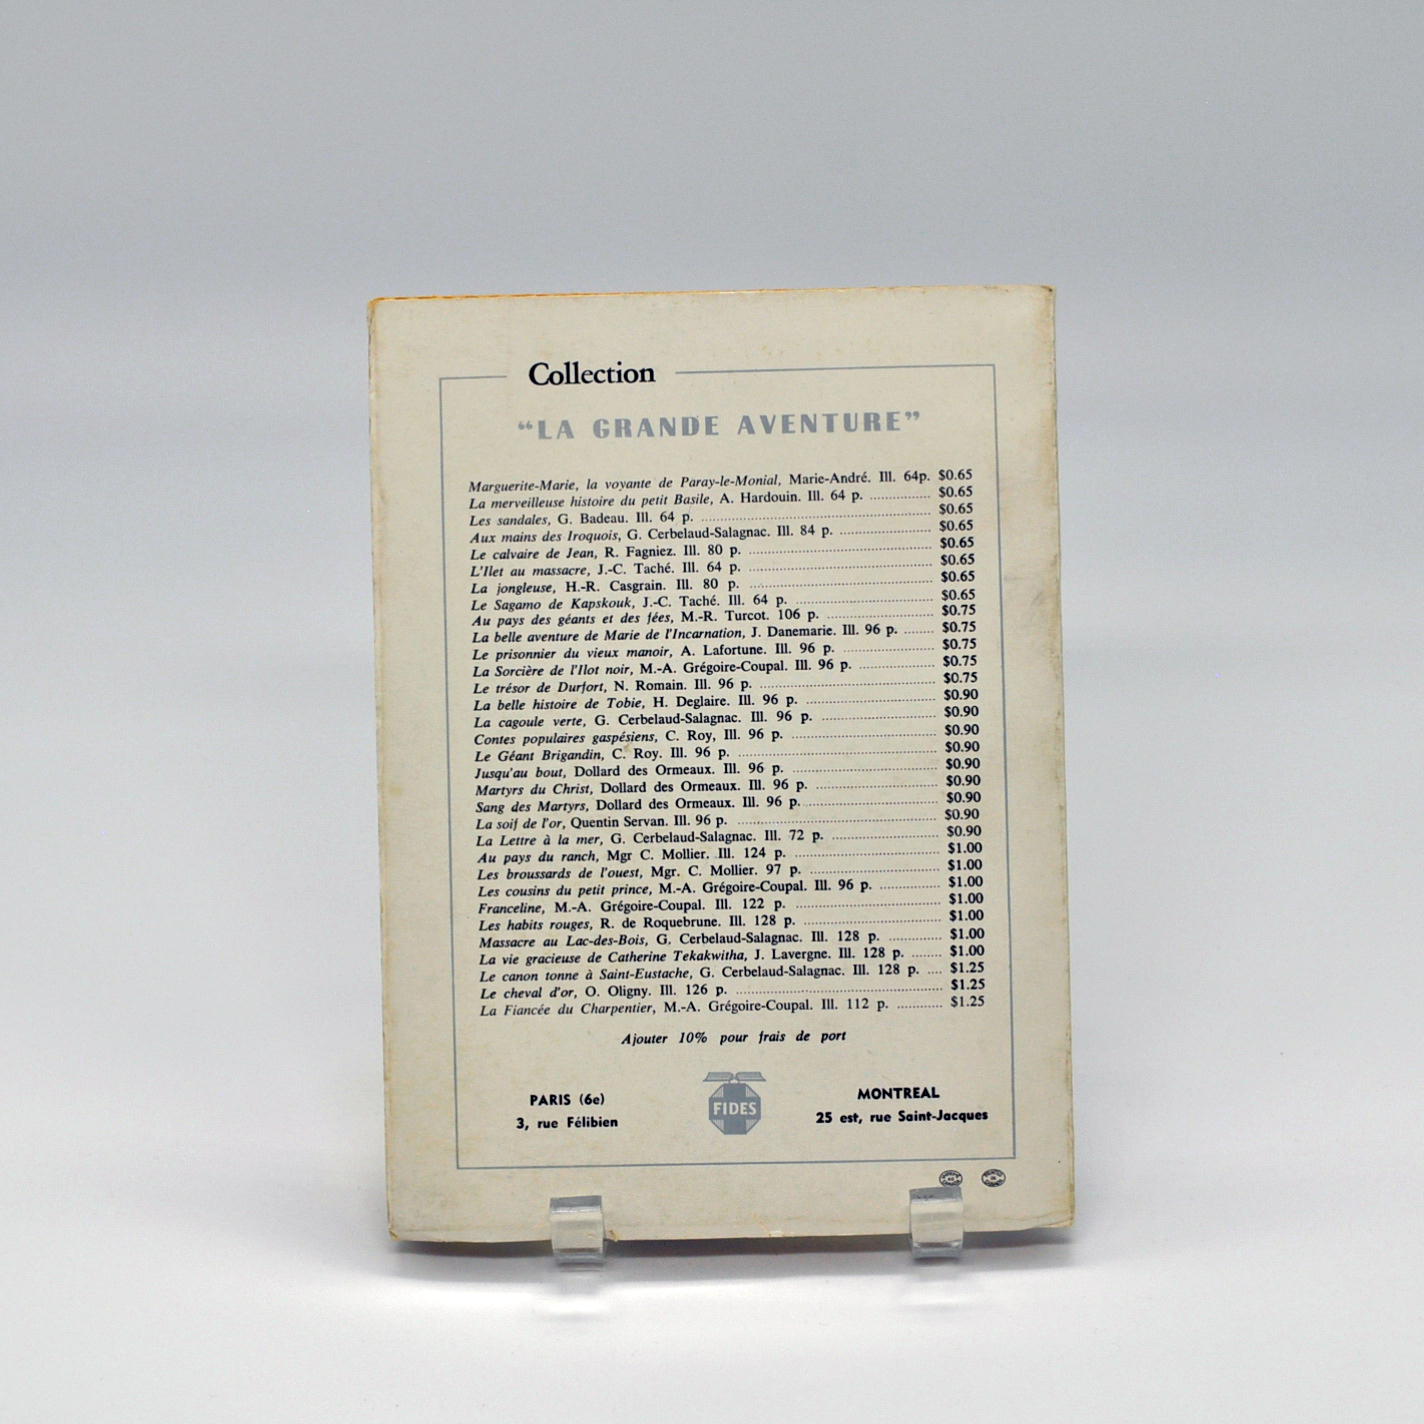 Collection
“LA GRANDE AVENTURE”
Marguerite-Marie, la voyante de Paray-le-Monial, Marie-André. Ill. 64p. $0.65
La merveilleuse histoire du petit Basile, A. Hardouin. Ill. 64 p. ............... $0.65
Les sandales, G. Badeau. Ill. 64 p. ............... $0.65
Aux mains des Iroquois, G. Cerbelaud-Salagnac. Ill. 84 p. ............... $0.65
Le calvaire de Jean, R. Fagniez. Ill. 80 p. ............... $0.65
L'Ilet au massacre, J.-C. Taché. Ill. 64 p. ............... $0.65
La jongleuse, H.-R. Casgrain. Ill. 80 p. ............... $0.65
Le Sagamo de Kapskouk, J.-C. Taché. Ill. 64 p. ............... $0.65
Au pays des géants et des fées, M.-R. Turcot. 106 p. ............... $0.75
La belle aventure de Marie de l'Incarnation, J. Danemarie. Ill. 96 p. ........ $0.75
Le prisonnier du vieux manoir, A. Lafortune. Ill. 96 p. ............... $0.75
La Sorcière de l'Ilot noir, M.-A. Grégoire-Coupal. Ill. 96 p. ............... $0.75
Le trésor de Durfort, N. Romain. Ill. 96 p. ............... $0.75
La belle histoire de Tobie, H. Deglaire. Ill. 96 p. ............... $0.90
La cagoule verte, G. Cerbelaud-Salagnac. Ill. 96 p. ............... $0.90
Contes populaires gaspésiens, C. Roy, Ill. 96 p. ............... $0.90
Le Géant Brigandin, C. Roy. Ill. 96 p. ............... $0.90
Jusqu'au bout, Dollard des Ormeaux. Ill. 96 p. ............... $0.90
Martyrs du Christ, Dollard des Ormeaux. Ill. 96 p. ............... $0.90
Sang des Martyrs, Dollard des Ormeaux. Ill. 96 p. ............... $0.90
La soif de l'or, Quentin Servan. Ill. 96 p. ............... $0.90
La Lettre à la mer, G. Cerbelaud-Salagnac. Ill. 72 p. ............... $0.90
Au pays du ranch, Mgr C. Mollier. Ill. 124 p. ............... $1.00
Les broussards de l'ouest, Mgr. C. Mollier. 97 p. ............... $1.00
Les cousins du petit prince, M.-A. Grégoire-Coupal. Ill. 96 p. ............... $1.00
Franceline, M.-A. Grégoire-Coupal. Ill. 122 p. ............... $1.00
Les habits rouges, R. de Roquebrune. Ill. 128 p. ............... $1.00
Massacre au Lac-des-Bois, G. Cerbelaud-Salagnac. Ill. 128 p. ............... $1.00
La vie gracieuse de Catherine Tekakwitha, J. Lavergne. Ill. 128 p. ........ $1.00
Le canon tonne à Saint-Eustache, G. Cerbelaud-Salagnac. Ill. 128 p. .... $1.25
Le cheval d'or, O. Oligny. Ill. 126 p. ............... $1.25
La Fiancée du Charpentier, M.-A. Grégoire-Coupal. Ill. 112 p. ............ $1.25
Ajouter 10% pour frais de port
PARIS (6e)
3, rue Félibien
FIDES
MONTREAL
25 est, rue Saint-Jacques